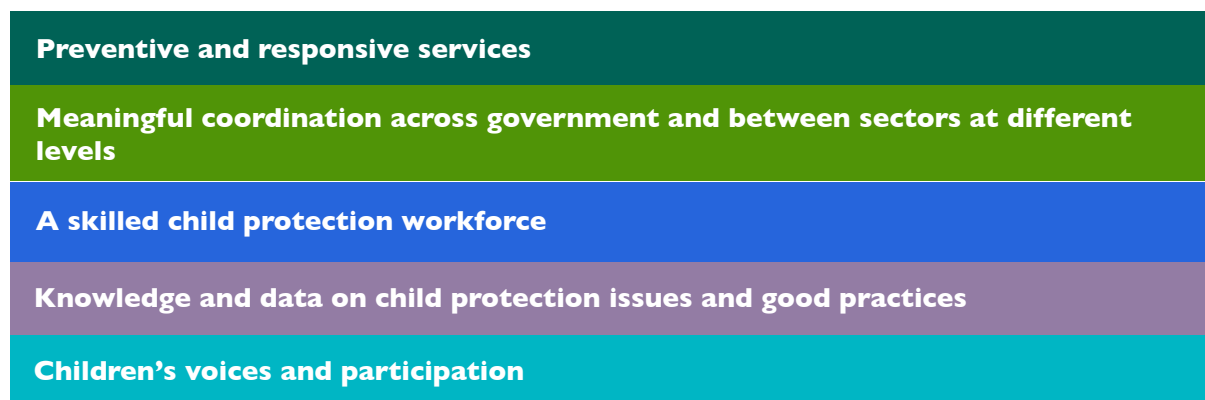 Preventive and responsive services
Meaningful coordination across government and between sectors at different
levels
A skilled child protection workforce
Knowledge and data on child protection issues and good practices
Children’s voices and participation